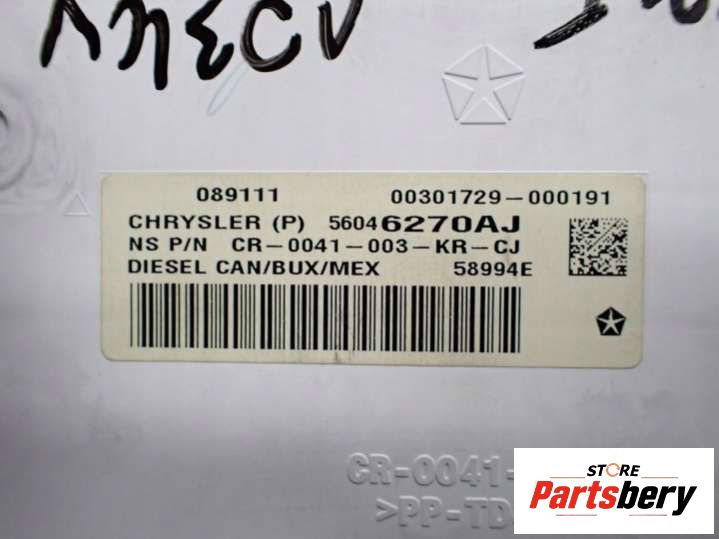 089111 00301729-000191
CHRYSLER (P) 56046270AJ
NS P/N CR-0041-003-KR-CJ
DIESEL CAN/BUX/MEX 58994E
CR-0041-
>PP-TD
STORE
Partsbery